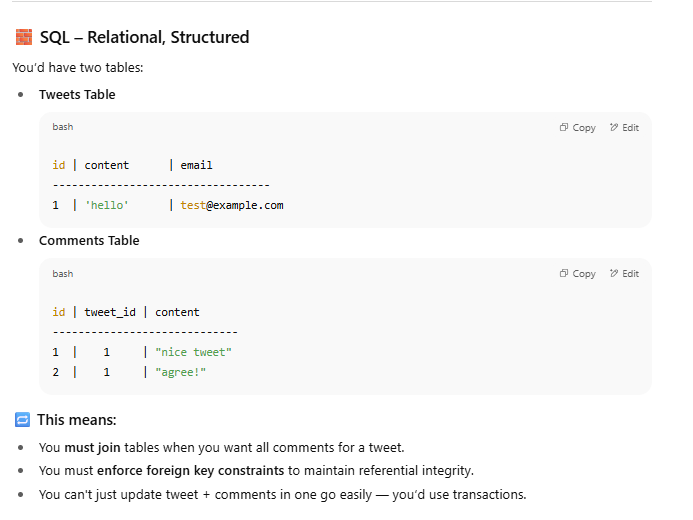 SQL – Relational, Structured
You'd have two tables:
• Tweets Table
bash
Copy Edit
id | content | email
----------------------------------
1 | 'hello' | test@example.com
• Comments Table
bash
Copy Edit
id | tweet_id | content
-----------------------------
1 | 1 | "nice tweet"
2 | 1 | "agree!"
This means:
• You must join tables when you want all comments for a tweet.
• You must enforce foreign key constraints to maintain referential integrity.
• You can't just update tweet + comments in one go easily — you'd use transactions.